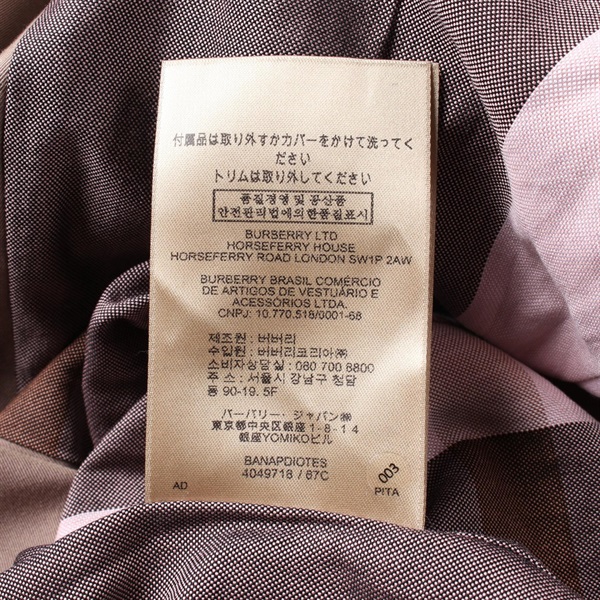 付属品は取り外すかカバーをかけて洗ってく
ださい
トリムは取り外してください
품질경영 및 공산품
안전관리법에의한품질표시
BURBERRY LTD
HORSEFERRY HOUSE
HORSEFERRY ROAD LONDON SW1P 2AW
BURBERRY BRASIL COMÉRCIO
DE ARTIGOS DE VESTUÁRIO E
ACESSÓRIOS LTDA.
CNPJ: 10.770.518/0001-68
제조원 : 버버리
수입원 : 버버리코리아㈜
소비자상담실 : 080 700 8800
주 소 : 서울시 강남구 청담
동 90-19. 5F
バーバリー・ジャパン㈱
東京都中央区銀座1-8-14
銀座YOMIKOビル
BANAPDIOTES
4049718 / 67C
003
AD
PITA